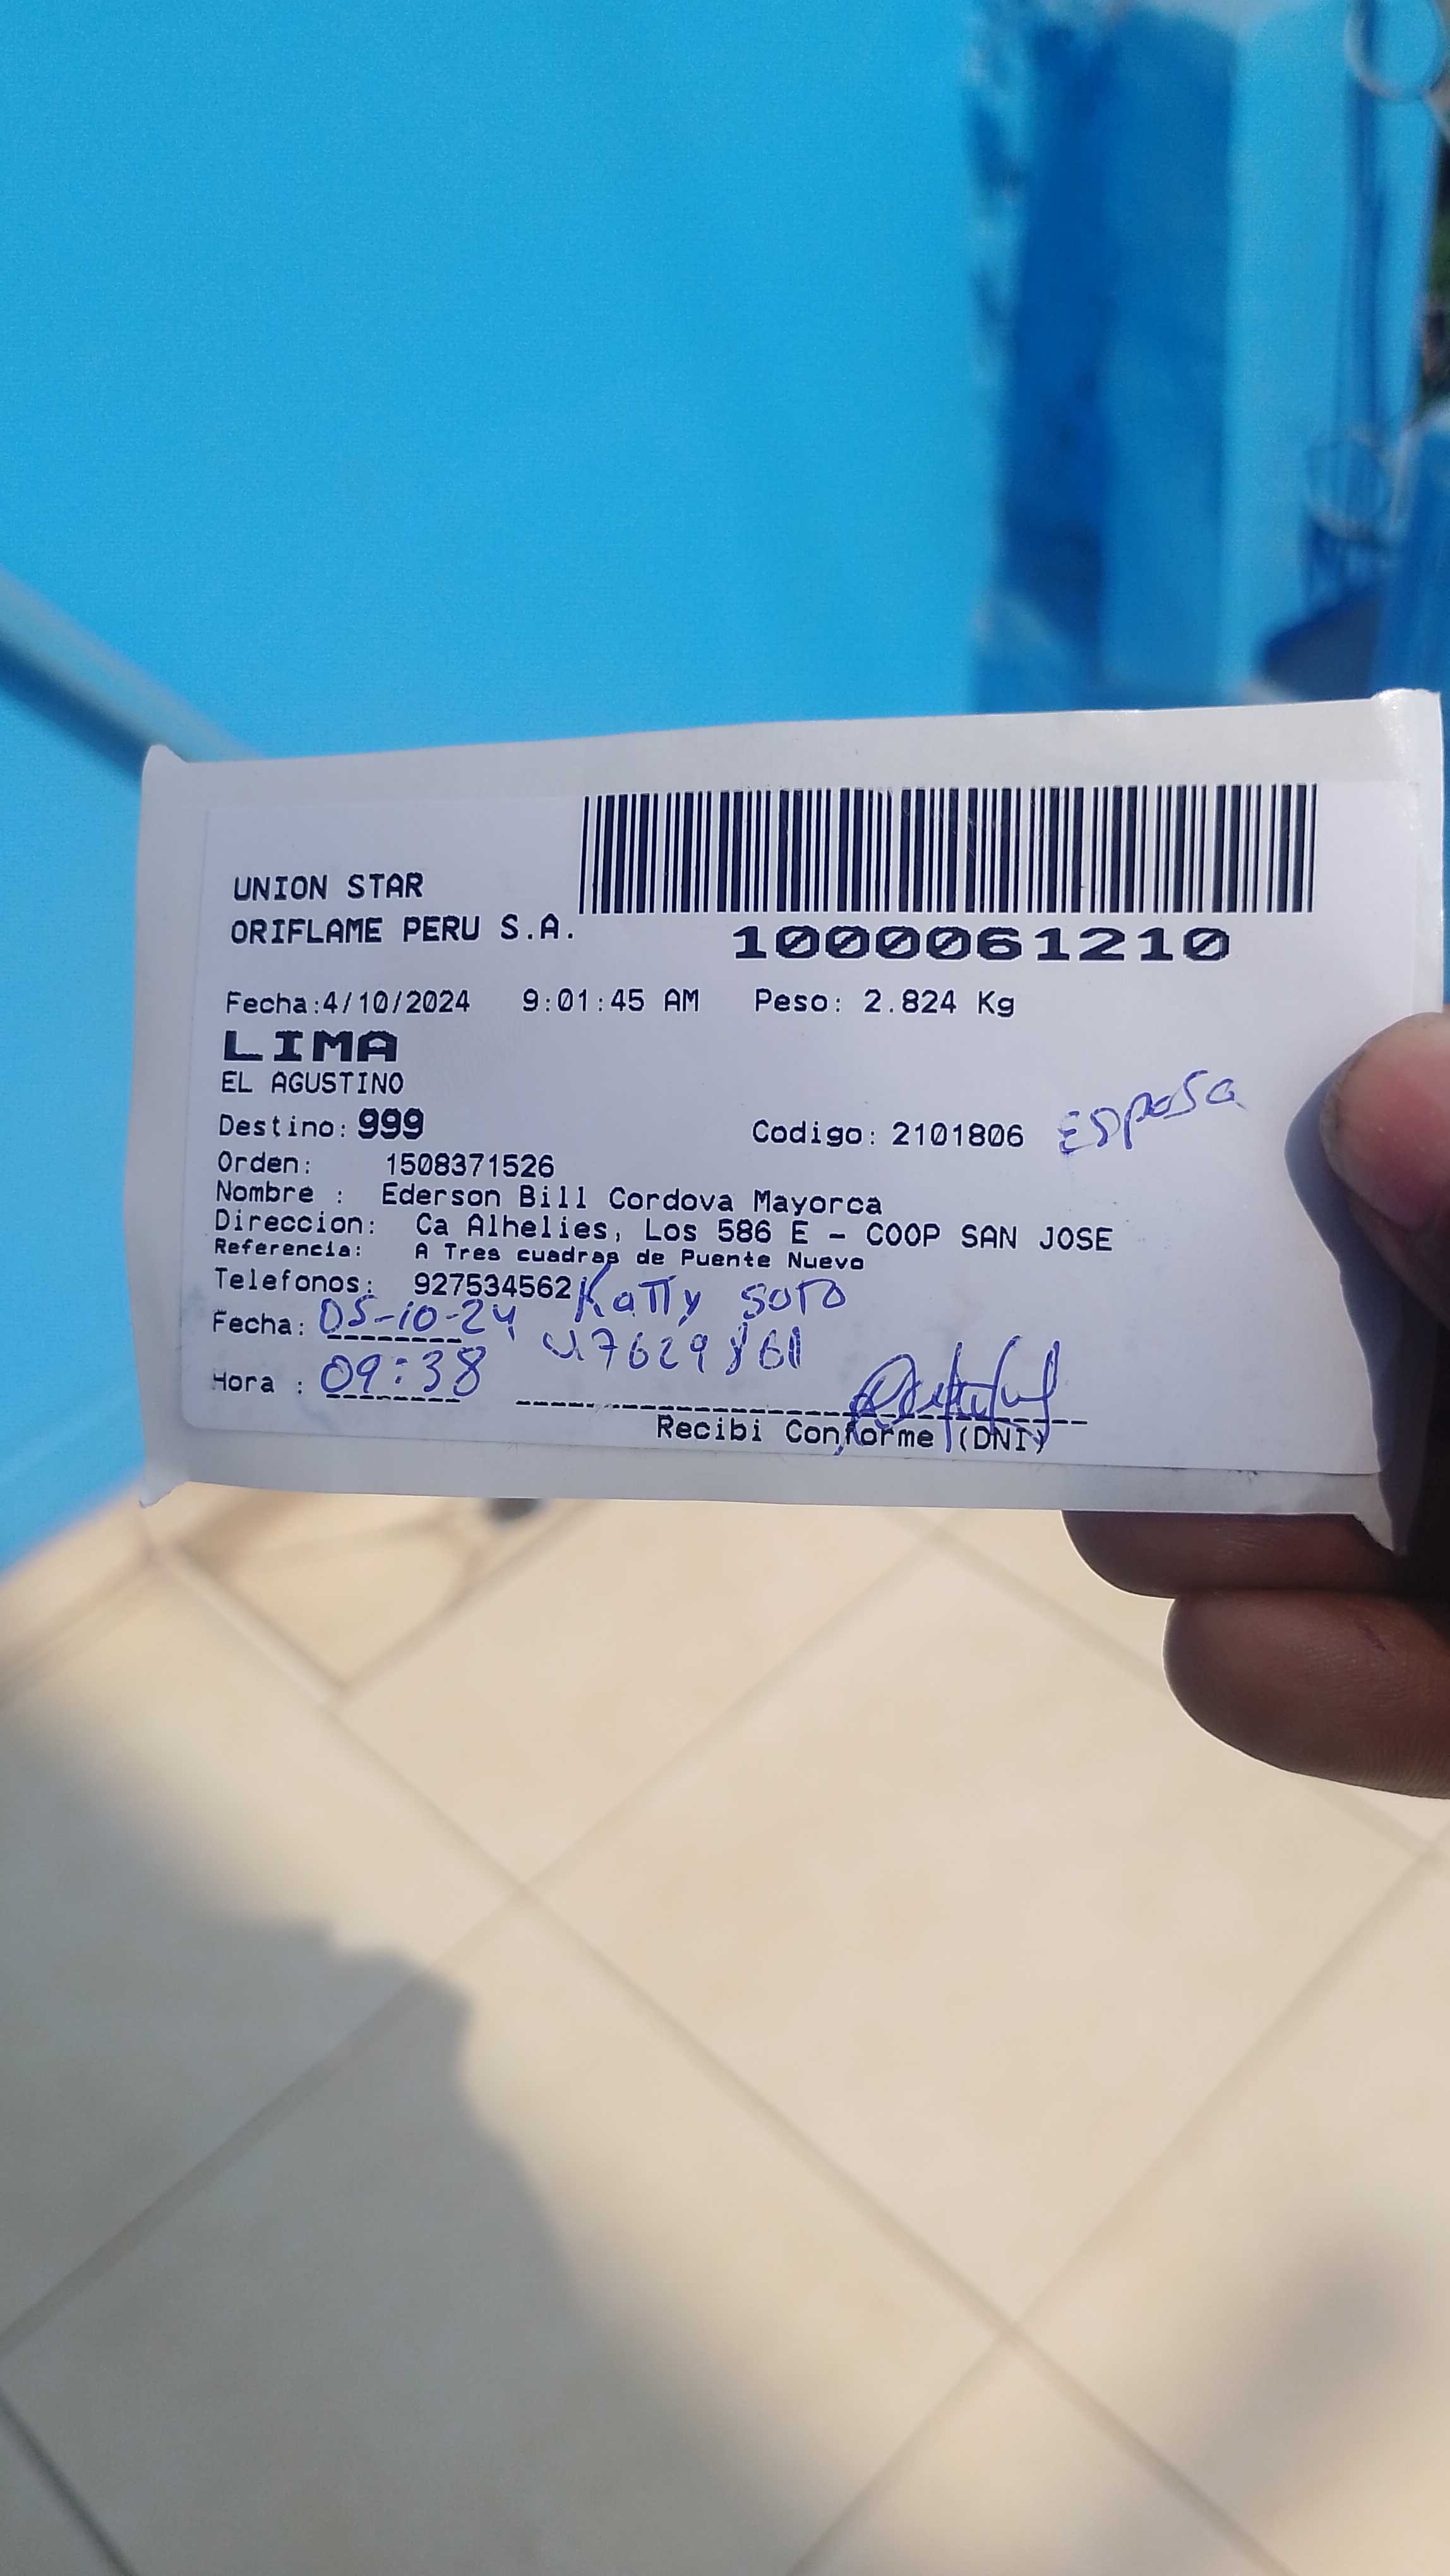 UNION STAR
ORIFLAME PERU S.A.
1000061210
Fecha:4/10/2024 9:01:45 AM Peso: 2.824 Kg
LIMA
EL AGUSTINO
Destino: 999 Codigo: 2101806 Esposa
Orden: 1508371526
Nombre : Ederson Bill Cordova Mayorca
Direccion: Ca Alhelies, Los 586 E - COOP SAN JOSE
Referencia: A Tres cuadras de Puente Nuevo
Telefonos: 927534562 Katty Soto
Fecha: 05-10-24
Hora : 09:38
Recibi Conforme (DNI)